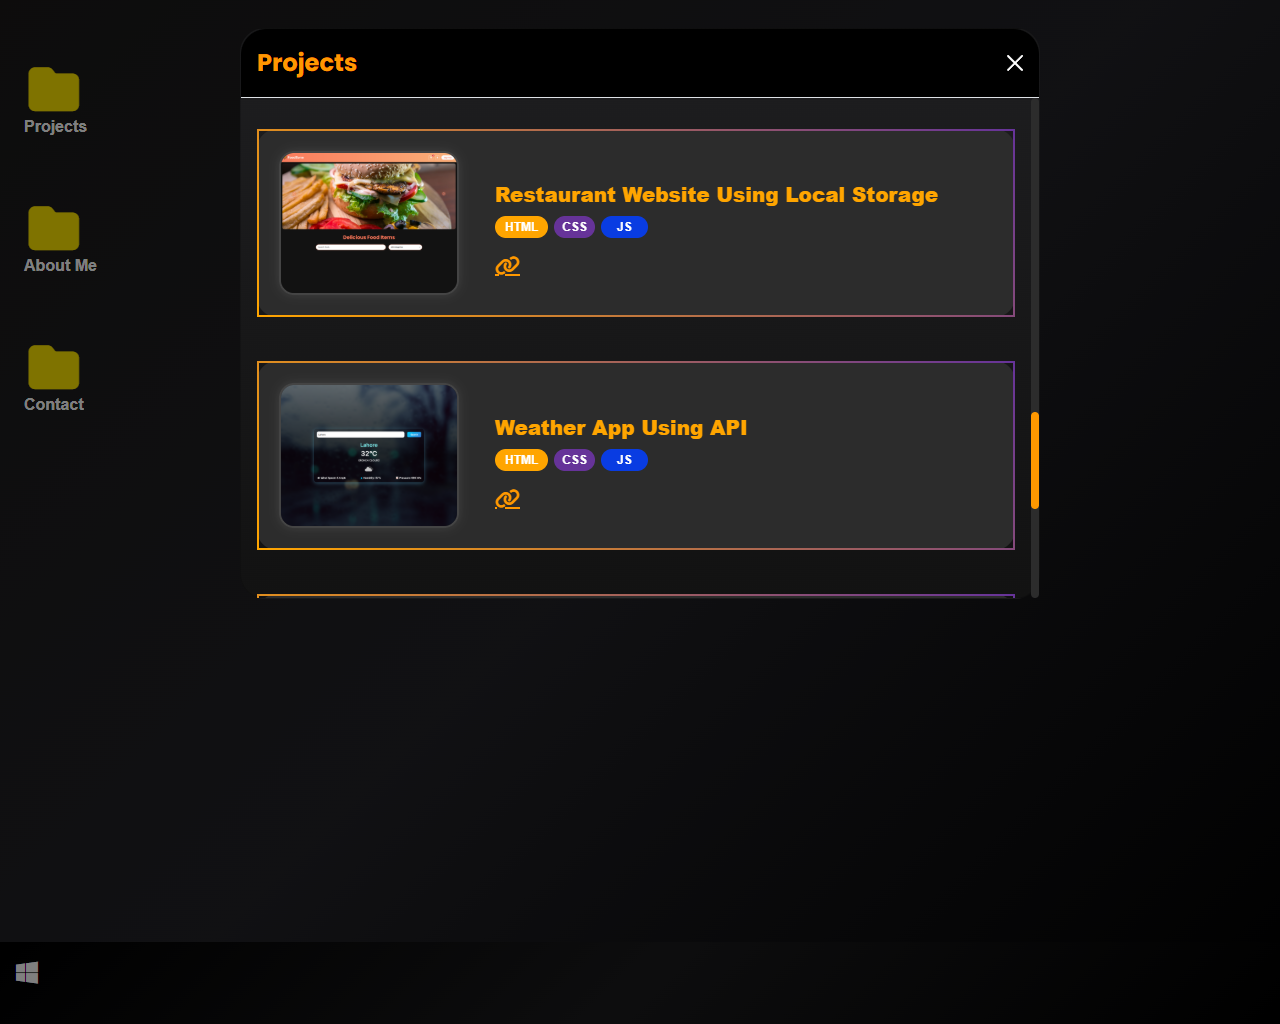 Projects
Projects
About Me
Contact
Restaurant Website Using Local Storage
HTML CSS JS
Delicious Food Items
Weather App Using API
HTML CSS JS
Lahore
32°C